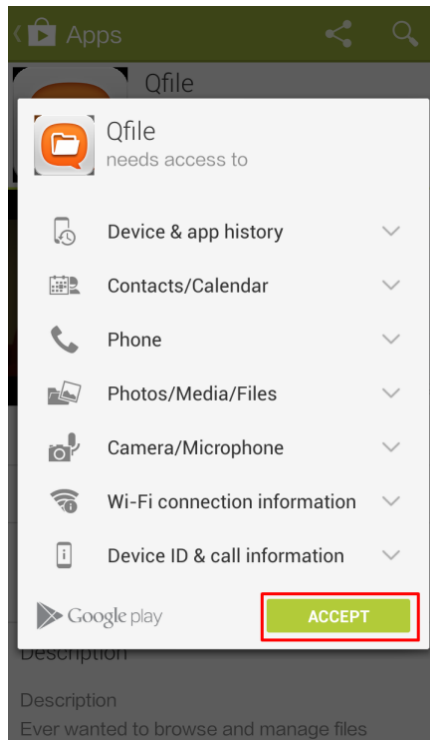 Apps
Qfile
Qfile
needs access to
Device & app history
Contacts/Calendar
Phone
Photos/Media/Files
Camera/Microphone
Wi-Fi connection information
Device ID & call information
Google play
ACCEPT
Description
Description
Ever wanted to browse and manage files